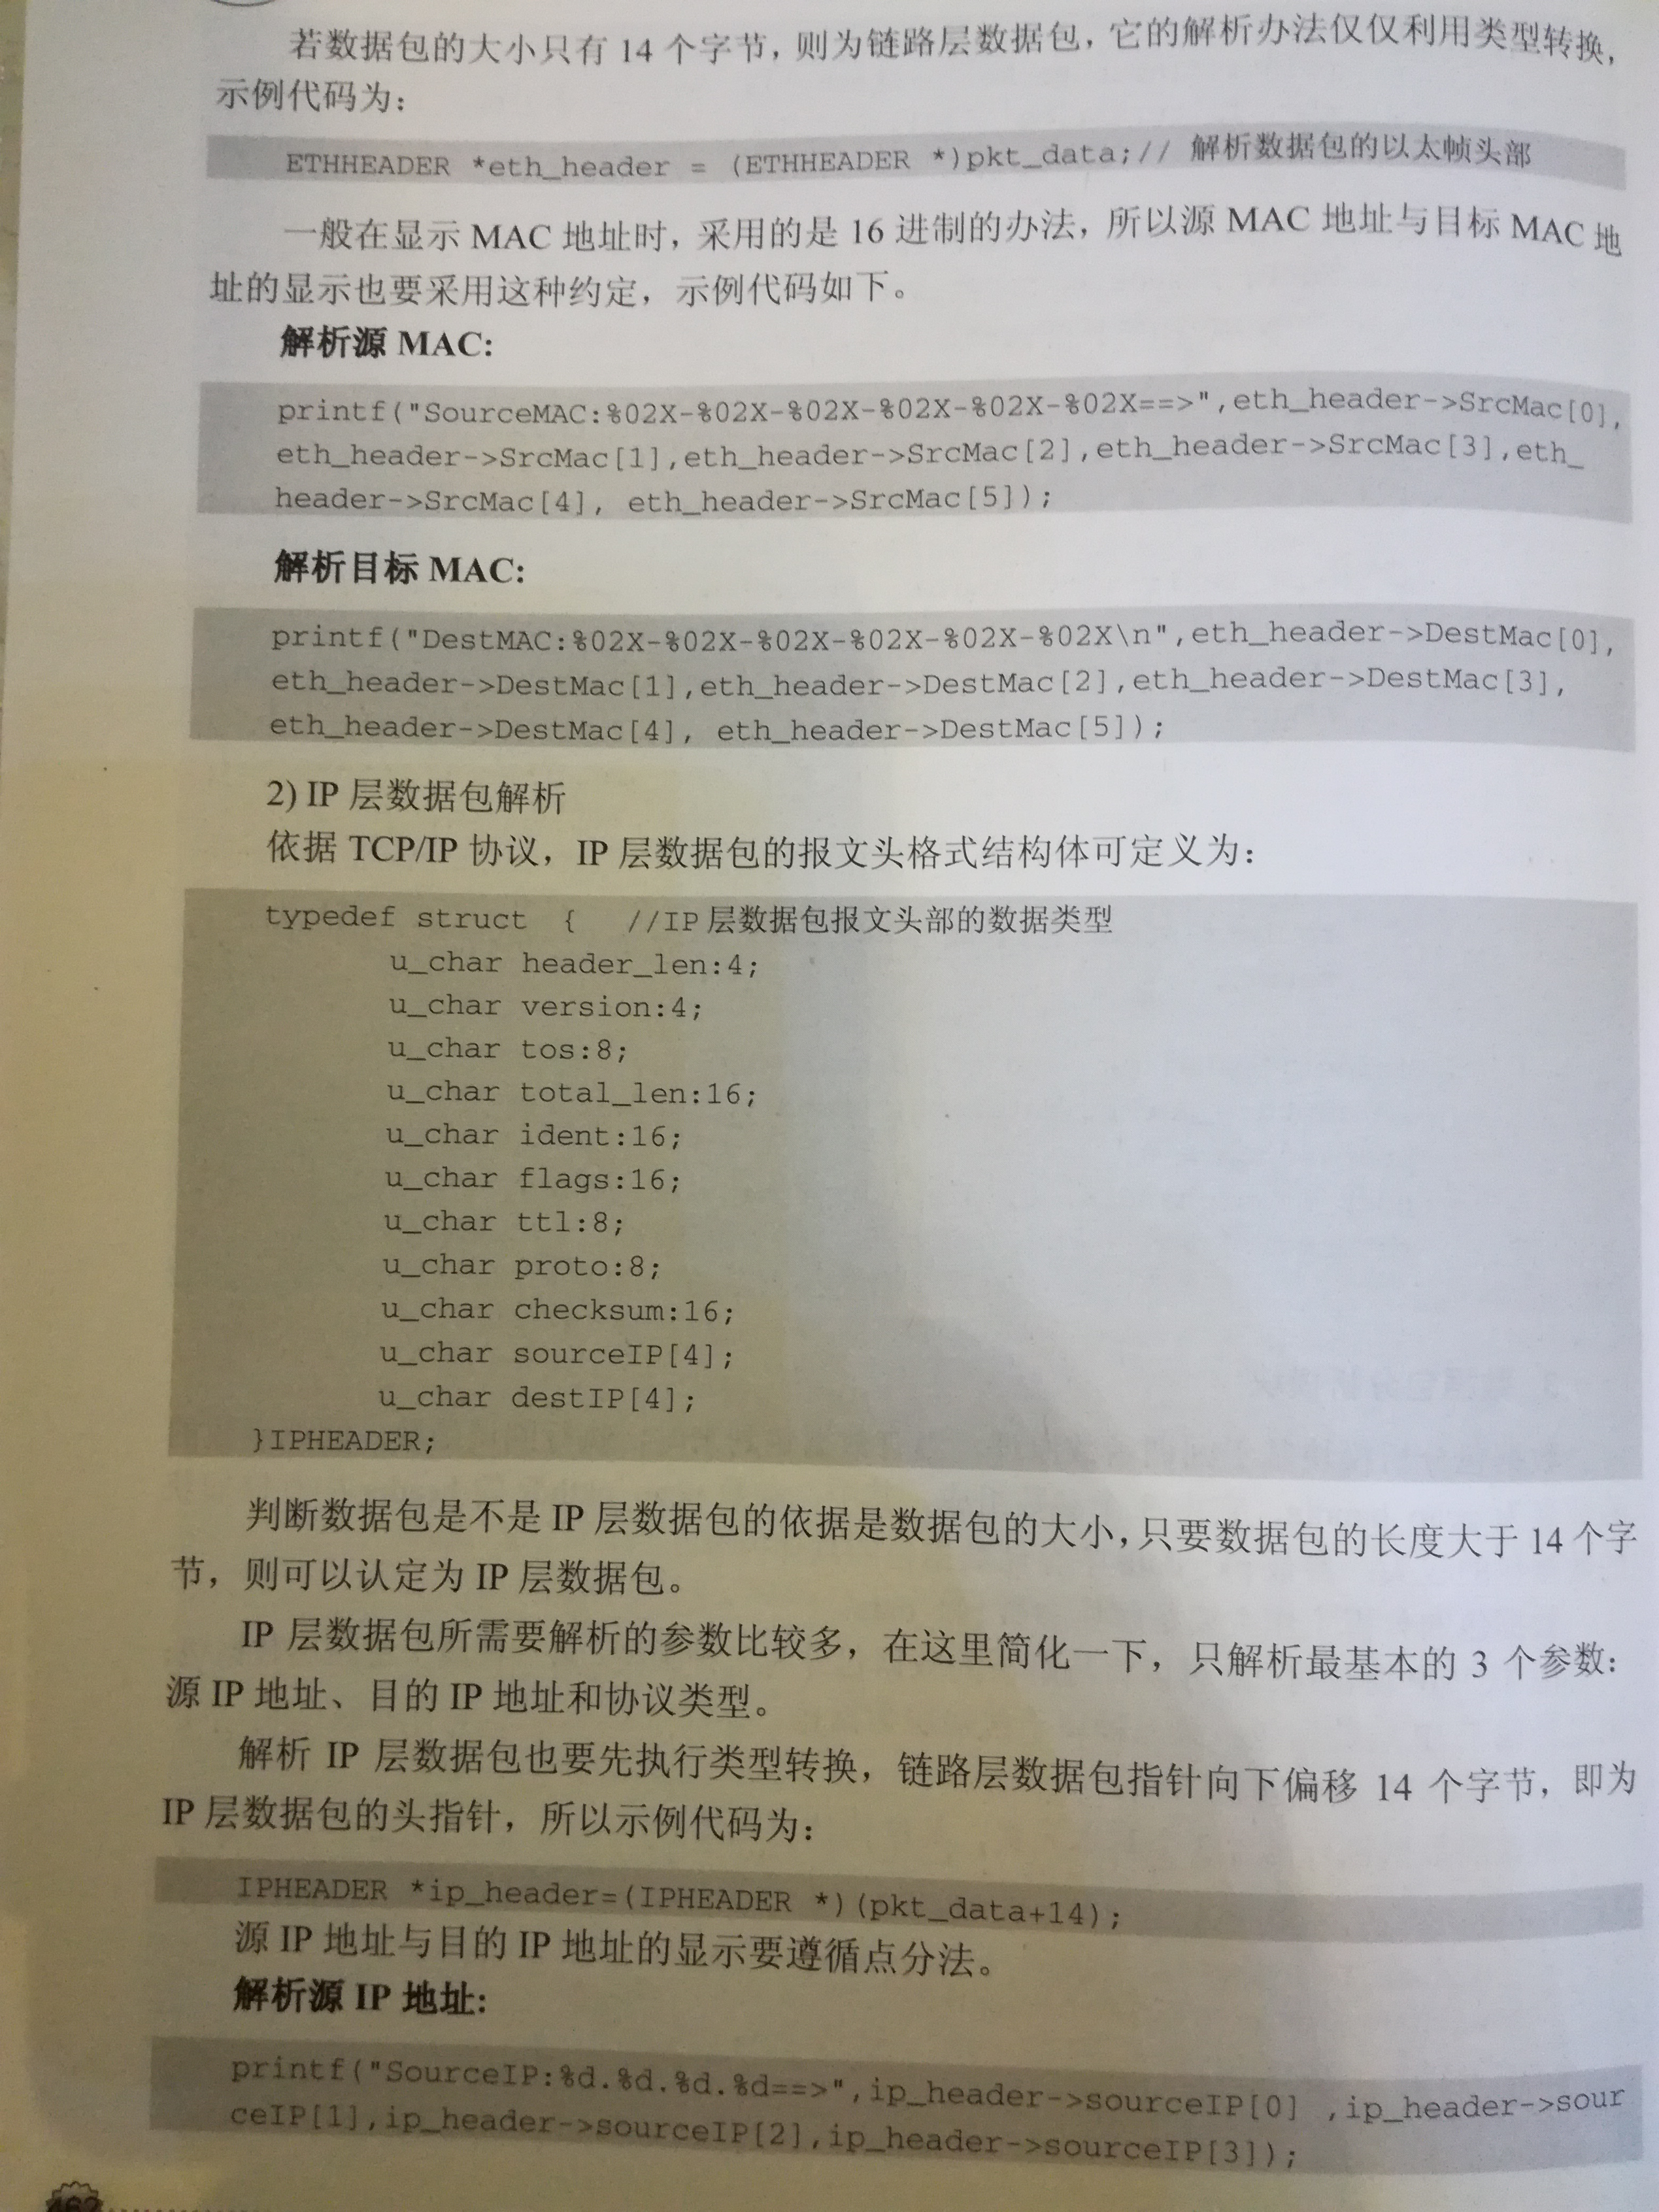 若数据包的大小只有 14 个字节，则为链路层数据包，它的解析办法仅仅利用类型转换，
示例代码为：
ETHHEADER *eth_header = (ETHHEADER *)pkt_data;// 解析数据包的以太帧头部
一般在显示 MAC 地址时，采用的是 16 进制的办法，所以源 MAC 地址与目标 MAC 地
址的显示也要采用这种约定，示例代码如下。
解析源 MAC:
printf("SourceMAC:%02X-%02X-%02X-%02X-%02X-%02X==>",eth_header->SrcMac[0],
eth_header->SrcMac[1],eth_header->SrcMac[2],eth_header->SrcMac[3],eth_
header->SrcMac[4], eth_header->SrcMac[5]);
解析目标 MAC:
printf("DestMAC:%02X-%02X-%02X-%02X-%02X-%02X\n",eth_header->DestMac[0],
eth_header->DestMac[1],eth_header->DestMac[2],eth_header->DestMac[3],
eth_header->DestMac[4], eth_header->DestMac[5]);
2) IP 层数据包解析
依据 TCP/IP 协议，IP 层数据包的报文头格式结构体可定义为：
typedef struct { //IP 层数据包报文头部的数据类型
u_char header_len:4;
u_char version:4;
u_char tos:8;
u_char total_len:16;
u_char ident:16;
u_char flags:16;
u_char ttl:8;
u_char proto:8;
u_char checksum:16;
u_char sourceIP[4];
u_char destIP[4];
}IPHEADER;
判断数据包是不是 IP 层数据包的依据是数据包的大小，只要数据包的长度大于 14 个字
节，则可以认定为 IP 层数据包。
IP 层数据包所需要解析的参数比较多，在这里简化一下，只解析最基本的 3 个参数：
源 IP 地址、目的 IP 地址和协议类型。
解析 IP 层数据包也要先执行类型转换，链路层数据包指针向下偏移 14 个字节，即为
IP 层数据包的头指针，所以示例代码为：
IPHEADER *ip_header=(IPHEADER *)(pkt_data+14);
源 IP 地址与目的 IP 地址的显示要遵循点分法。
解析源 IP 地址:
printf("SourceIP:%d.%d.%d.%d==>",ip_header->sourceIP[0] ,ip_header->sour
ceIP[1],ip_header->sourceIP[2],ip_header->sourceIP[3]);